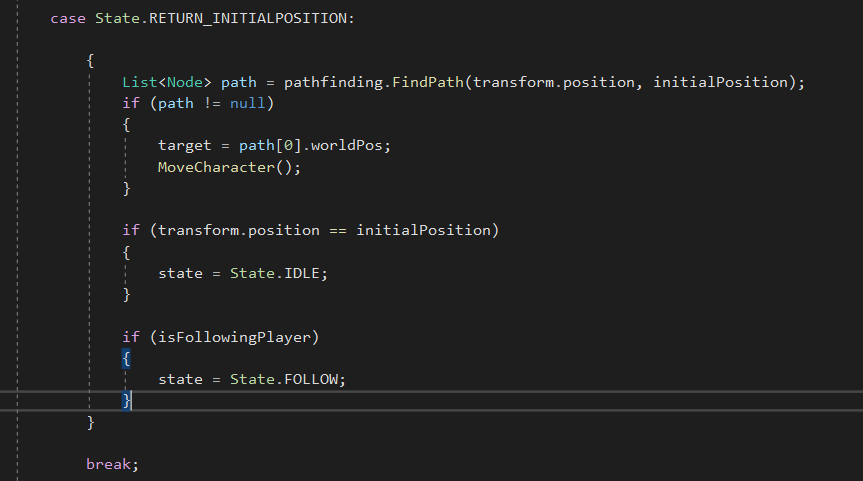 case State.RETURN_INITIALPOSITION:
{
List<Node> path = pathfinding.FindPath(transform.position, initialPosition);
if (path != null)
{
target = path[0].worldPos;
MoveCharacter();
}
if (transform.position == initialPosition)
{
state = State.IDLE;
}
if (isFollowingPlayer)
{
state = State.FOLLOW;
}
}
break;